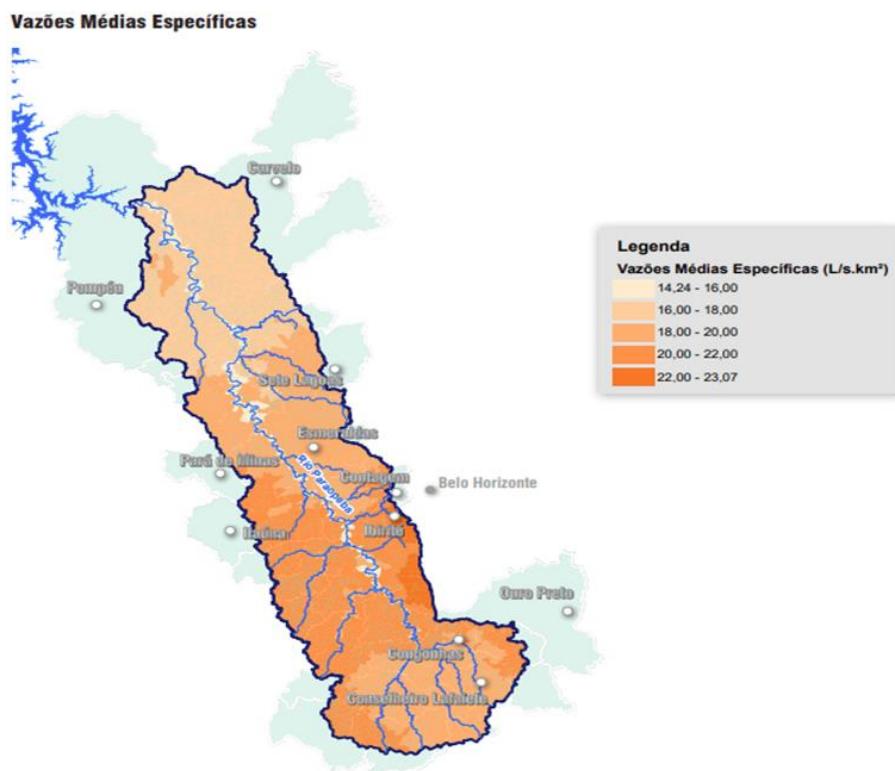 Vazões Médias Específicas
Curvelo
Pompéu
Sete Lagoas
Esmeraldas
Pará de Minas
Rio Paraopeba
Contagem
Belo Horizonte
Itaúna
Ibirité
Ouro Preto
Congonhas
Conselheiro Lafaiete
Legenda
Vazões Médias Específicas (L/s.km²)
14,24 - 16,00
16,00 - 18,00
18,00 - 20,00
20,00 - 22,00
22,00 - 23,07